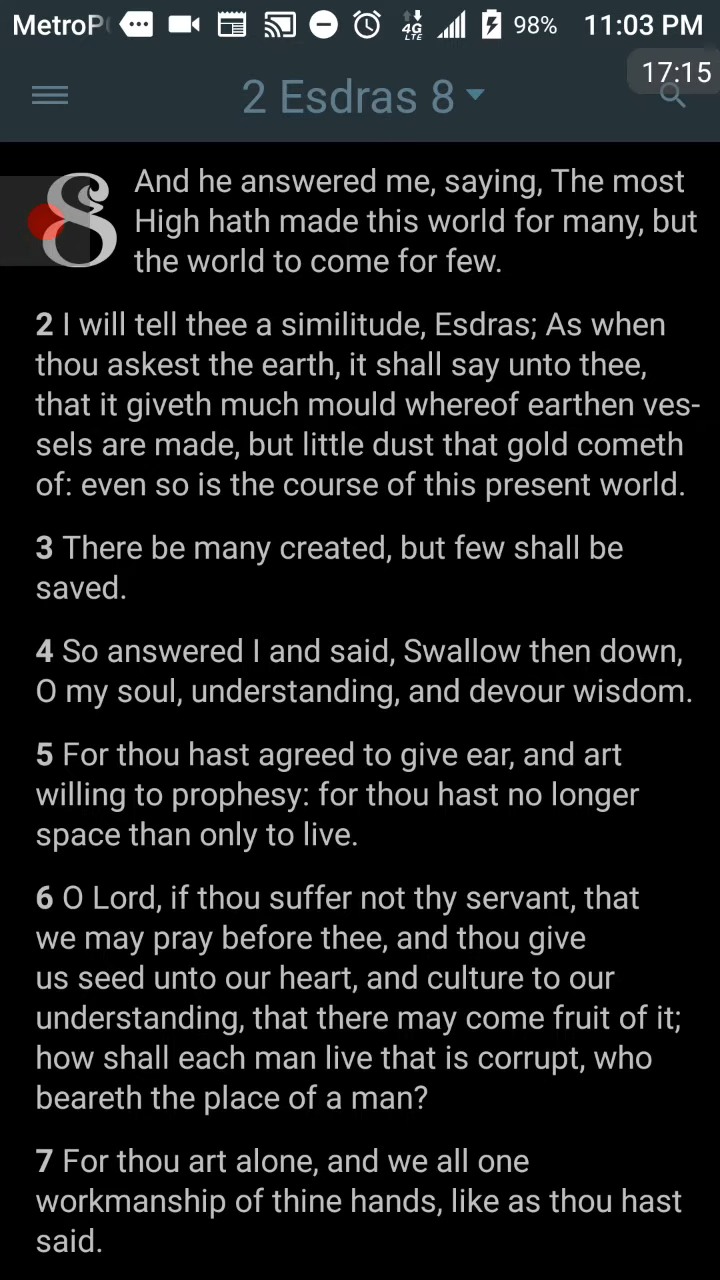 MetroP 98% 11:03 PM
4G LTE
17:15
2 Esdras 8
8 And he answered me, saying, The most
High hath made this world for many, but
the world to come for few.
2 I will tell thee a similitude, Esdras; As when
thou askest the earth, it shall say unto thee,
that it giveth much mould whereof earthen ves-
sels are made, but little dust that gold cometh
of: even so is the course of this present world.
3 There be many created, but few shall be
saved.
4 So answered I and said, Swallow then down,
O my soul, understanding, and devour wisdom.
5 For thou hast agreed to give ear, and art
willing to prophesy: for thou hast no longer
space than only to live.
6 O Lord, if thou suffer not thy servant, that
we may pray before thee, and thou give
us seed unto our heart, and culture to our
understanding, that there may come fruit of it;
how shall each man live that is corrupt, who
beareth the place of a man?
7 For thou art alone, and we all one
workmanship of thine hands, like as thou hast
said.